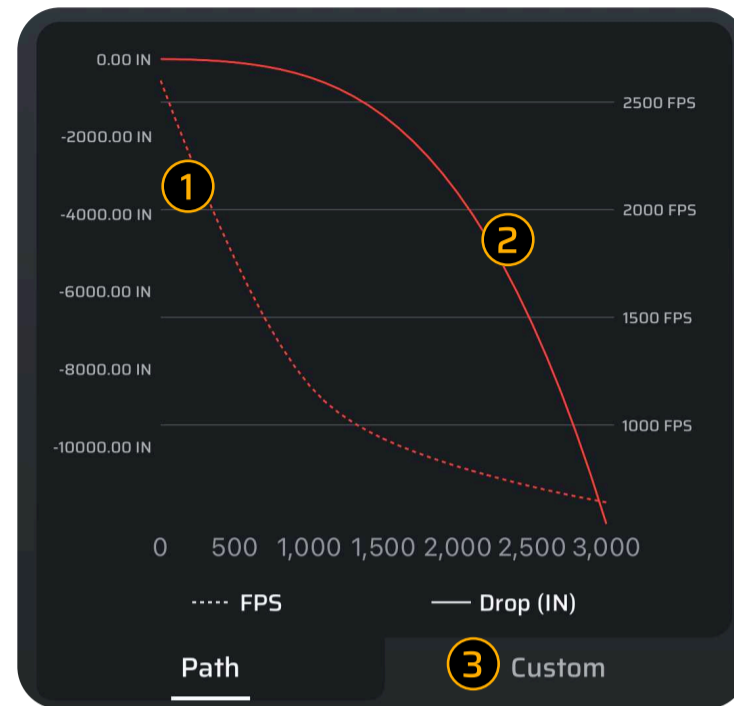 0.00 IN
2500 FPS
-2000.00 IN
1
-4000.00 IN
2000 FPS
2
-6000.00 IN
1500 FPS
-8000.00 IN
1000 FPS
-10000.00 IN
0 500 1,000 1,500 2,000 2,500 3,000
FPS Drop (IN)
Path 3 Custom